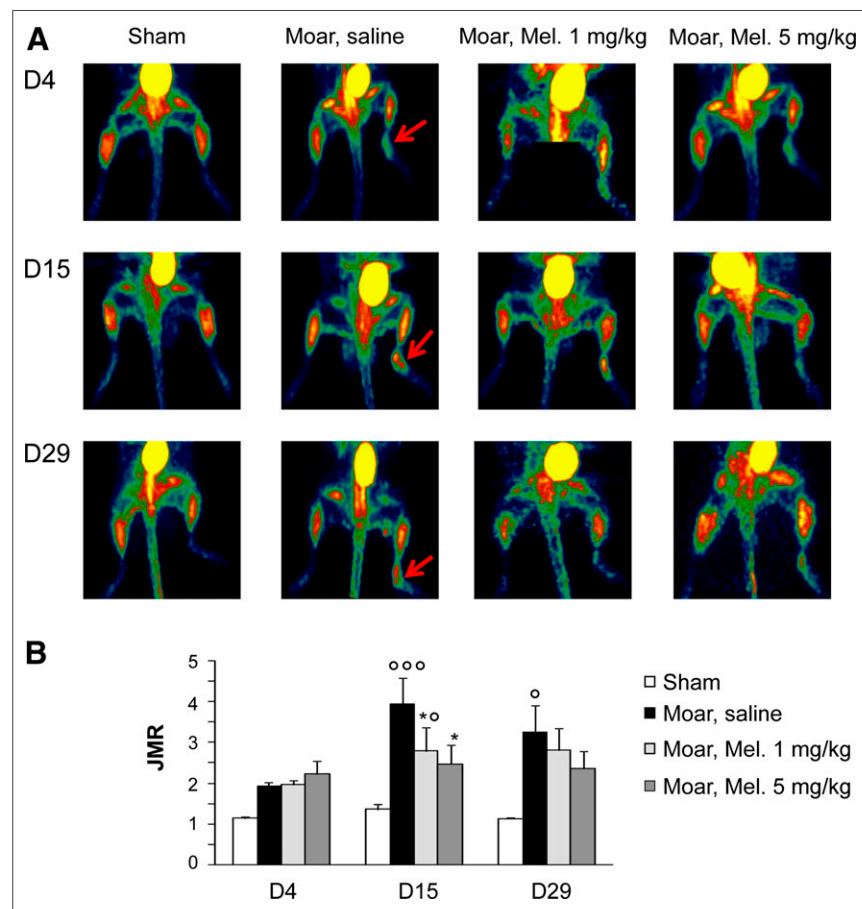 A
Sham Moar, saline Moar, Mel. 1 mg/kg Moar, Mel. 5 mg/kg
D4
D15
D29
B
JMR
5
4
3
2
1
0
*
*
D4 D15 D29
Sham
Moar, saline
Moar, Mel. 1 mg/kg
Moar, Mel. 5 mg/kg